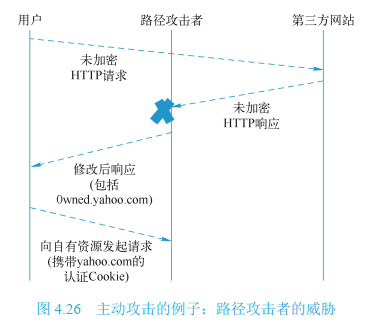 用户
路径攻击者
第三方网站
未加密
HTTP请求
未加密
HTTP响应
修改后响应
(包括
0wned.yahoo.com)
向自有资源发起请求
(携带yahoo.com的
认证Cookie)
图 4.26 主动攻击的例子：路径攻击者的威胁